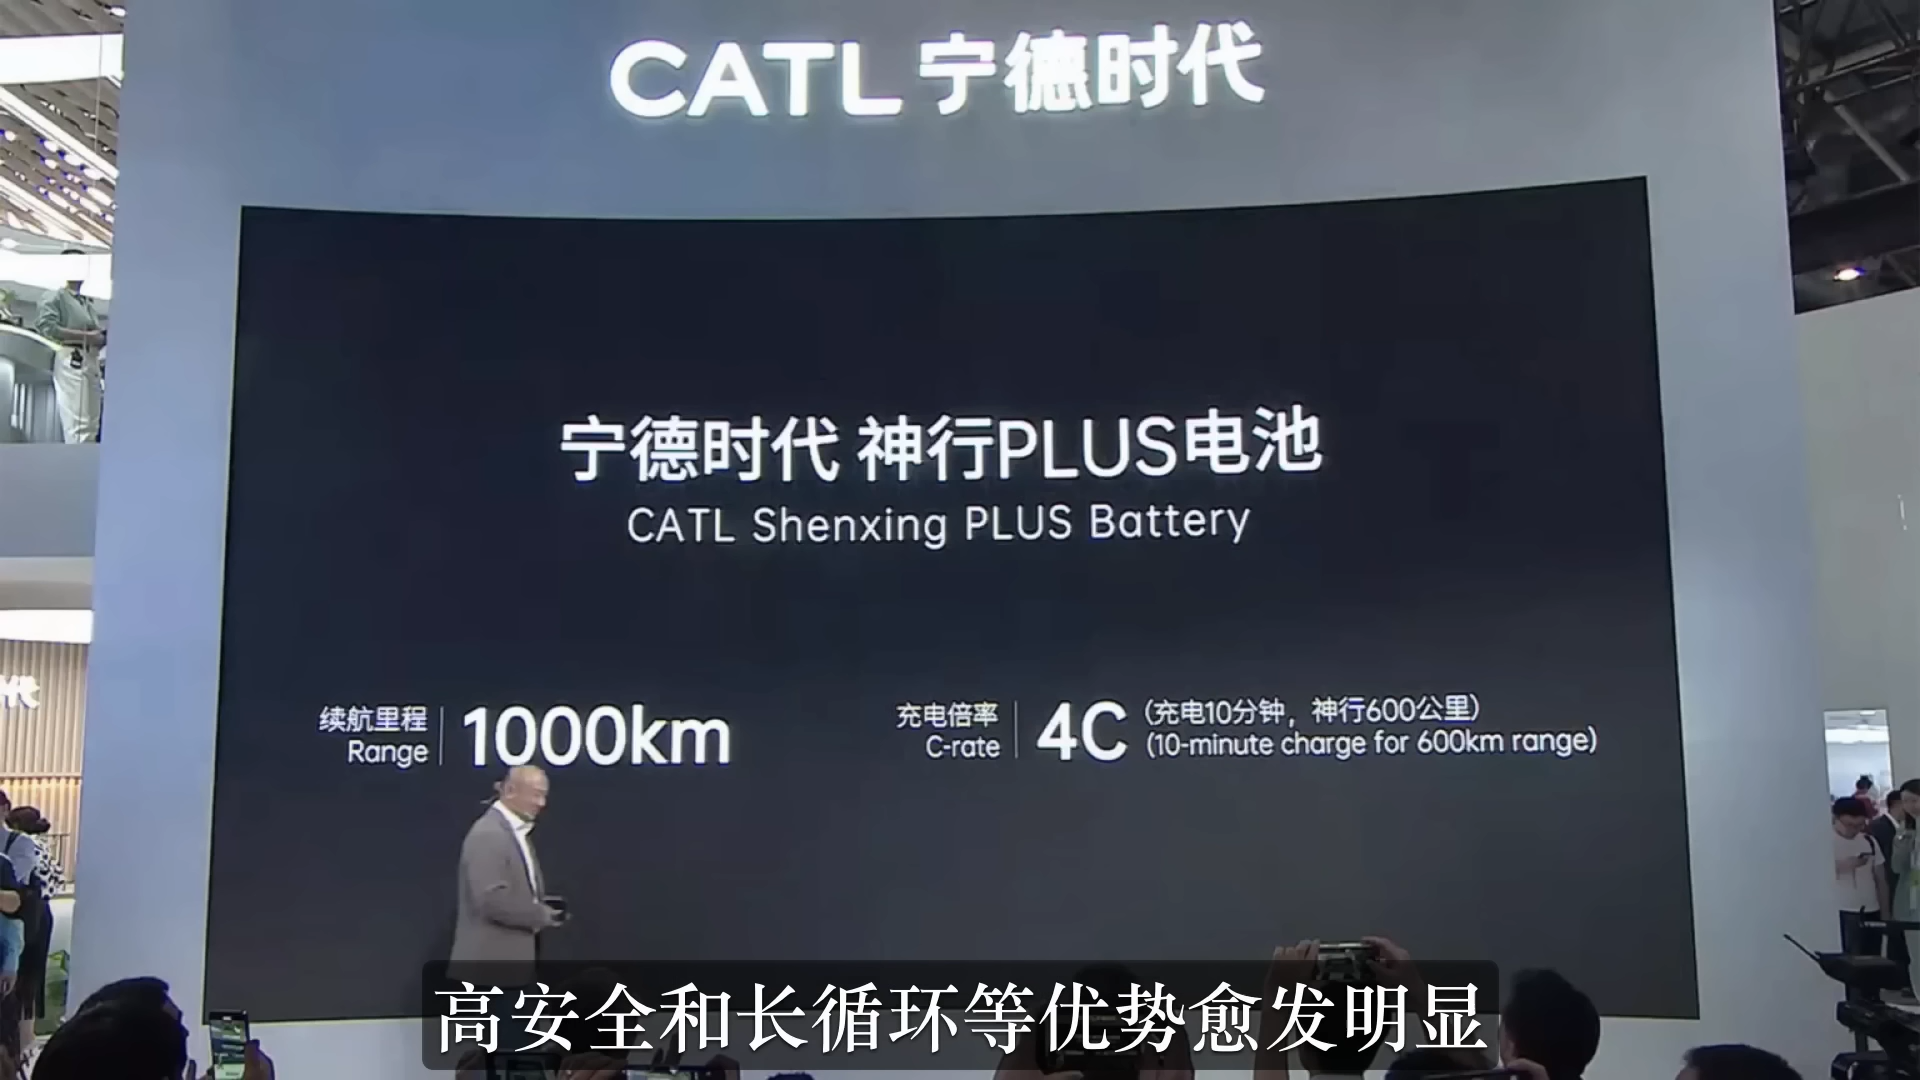 CATL 宁德时代
宁德时代 神行PLUS电池
CATL Shenxing PLUS Battery
续航里程
Range
1000km
充电倍率
C-rate
4C
(充电10分钟，神行600公里)
(10-minute charge for 600km range)
代
高安全和长循环等优势愈发明显